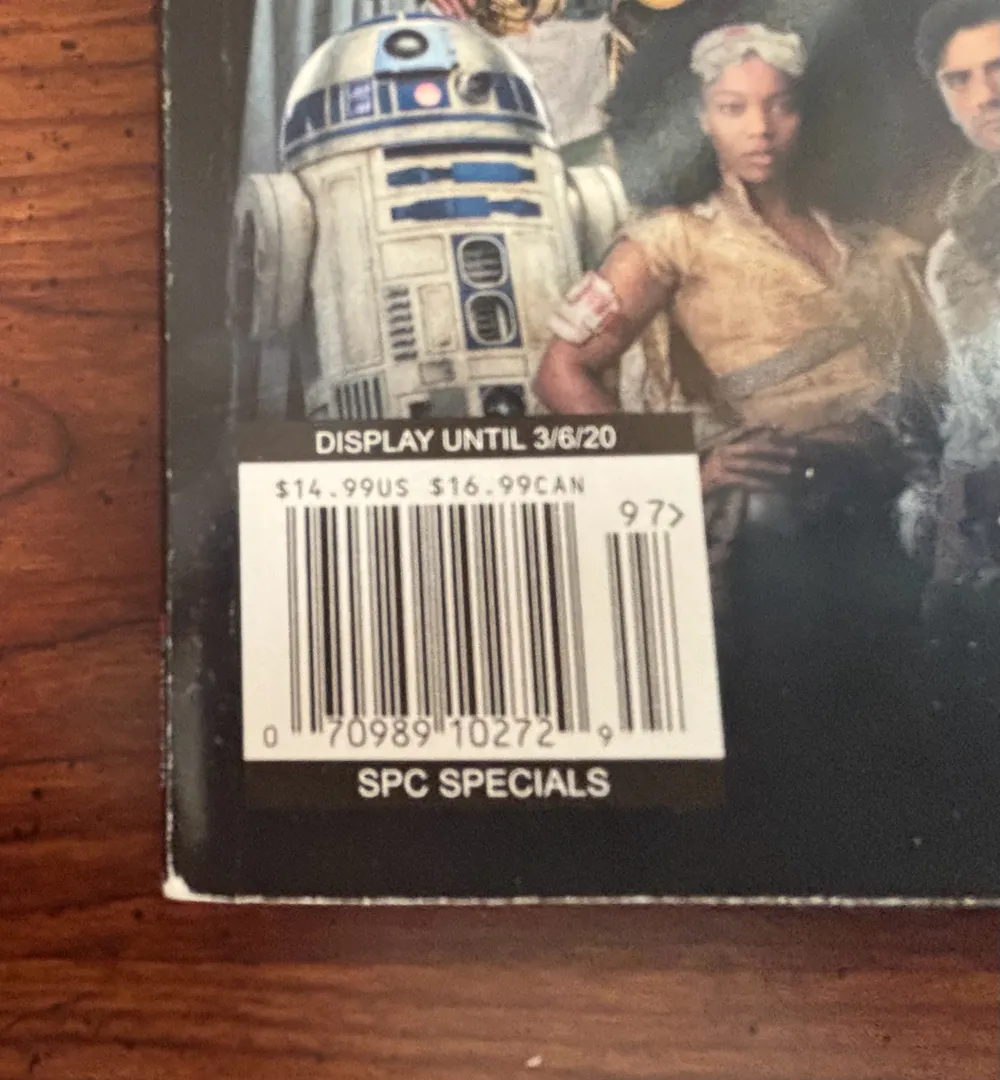 DISPLAY UNTIL 3/6/20
$14.99US $16.99CAN
97>
0 70989 10272 9
SPC SPECIALS